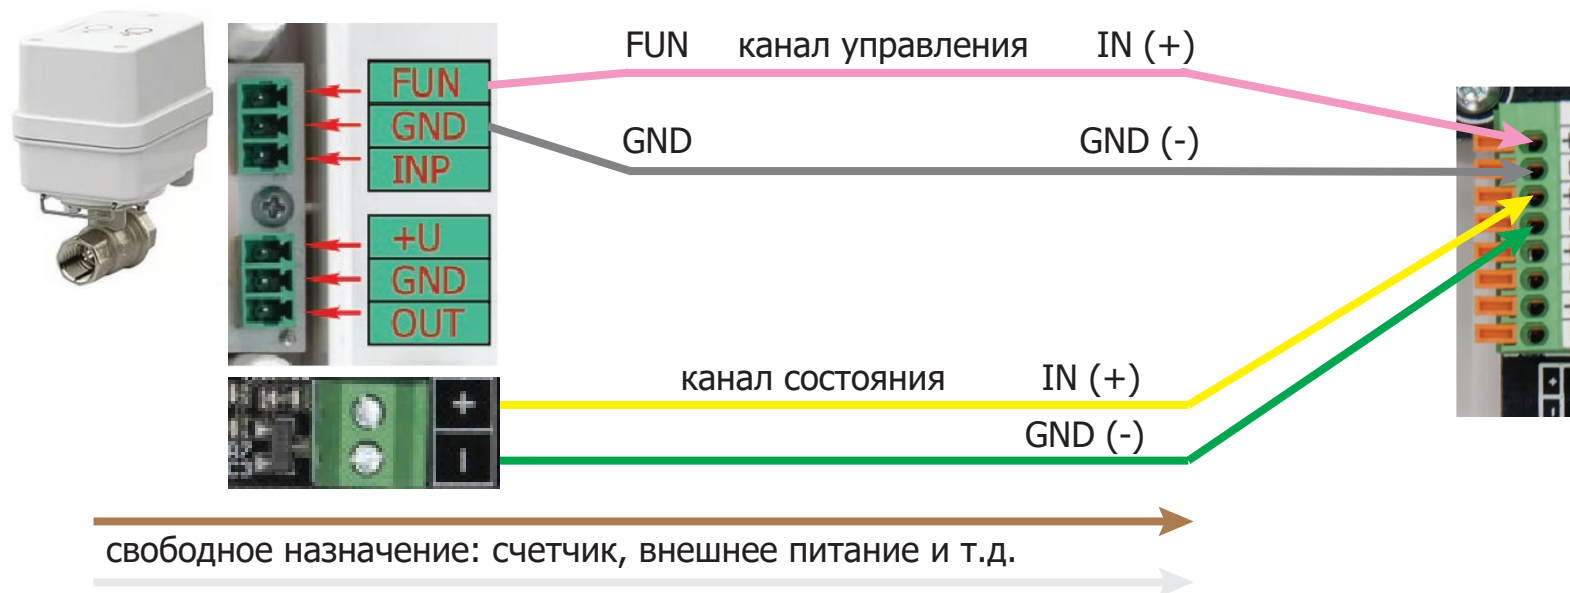 FUN канал управления IN (+)
FUN
GND
INP
GND GND (-)
+U
GND
OUT
канал состояния IN (+)
+
-
GND (-)
свободное назначение: счетчик, внешнее питание и т.д.